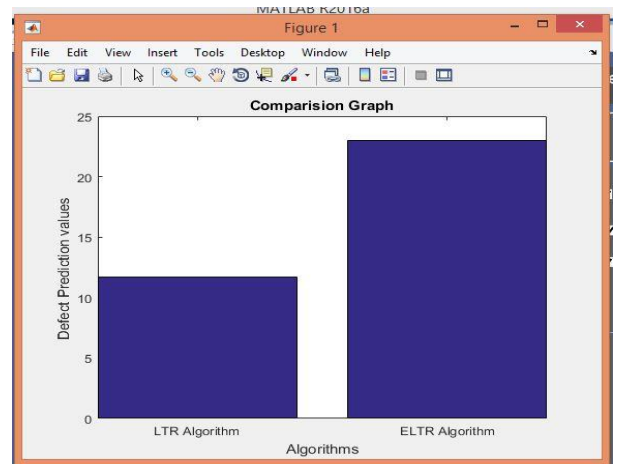 MATLAB R2016a
Figure 1
File Edit View Insert Tools Desktop Window Help
Comparision Graph
25
20
15
10
5
0
Defect Prediction values
LTR Algorithm ELTR Algorithm
Algorithms